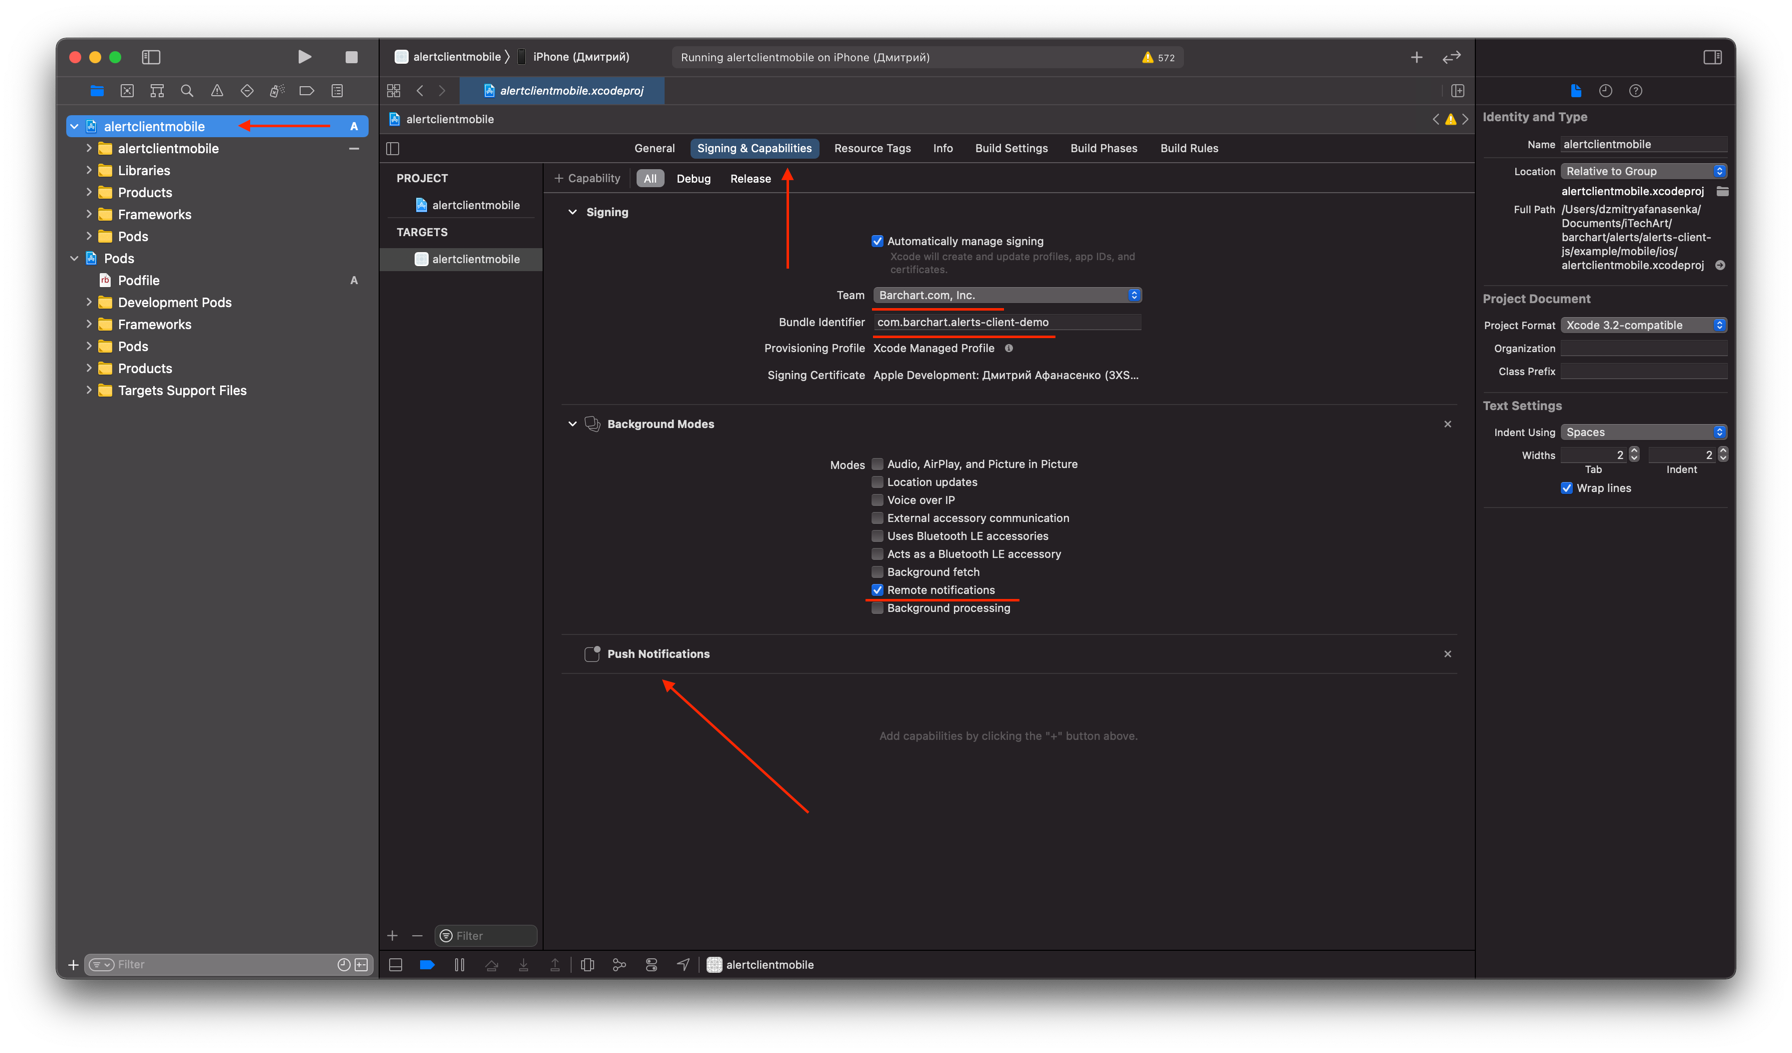 alertclientmobile
iPhone (Дмитрий)
Running alertclientmobile on iPhone (Дмитрий)
572
alertclientmobile.xcodeproj
alertclientmobile
alertclientmobile
A
alertclientmobile
Libraries
Products
Frameworks
Pods
Pods
Podfile
A
Development Pods
Frameworks
Pods
Products
Targets Support Files
Filter
General
Signing & Capabilities
Resource Tags
Info
Build Settings
Build Phases
Build Rules
PROJECT
alertclientmobile
TARGETS
alertclientmobile
Filter
+ Capability
All
Debug
Release
Signing
Automatically manage signing
Xcode will create and update profiles, app IDs, and
certificates.
Team
Barchart.com, Inc.
Bundle Identifier
com.barchart.alerts-client-demo
Provisioning Profile
Xcode Managed Profile
Signing Certificate
Apple Development: Дмитрий Афанасенко (3XS...
Background Modes
Modes
Audio, AirPlay, and Picture in Picture
Location updates
Voice over IP
External accessory communication
Uses Bluetooth LE accessories
Acts as a Bluetooth LE accessory
Background fetch
Remote notifications
Background processing
Push Notifications
Add capabilities by clicking the "+" button above.
alertclientmobile
Identity and Type
Name
alertclientmobile
Location
Relative to Group
alertclientmobile.xcodeproj
Full Path
/Users/dzmitryafanasenka/
Documents/iTechArt/
barchart/alerts/alerts-client-
js/example/mobile/ios/
alertclientmobile.xcodeproj
Project Document
Project Format
Xcode 3.2-compatible
Organization
Class Prefix
Text Settings
Indent Using
Spaces
Widths
2
2
Tab
Indent
Wrap lines